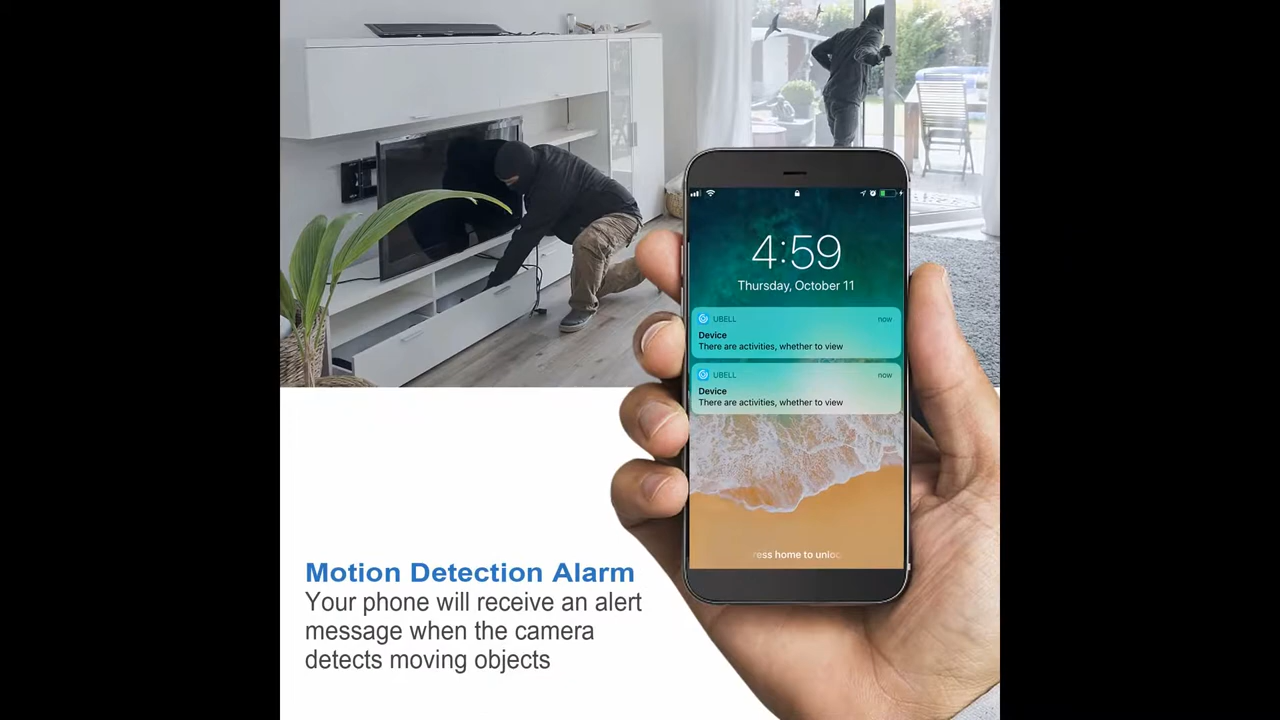 4:59
Thursday, October 11
UBELL now
Device
There are activities, whether to view
UBELL now
Device
There are activities, whether to view
ress home to unloc
Motion Detection Alarm
Your phone will receive an alert
message when the camera
detects moving objects